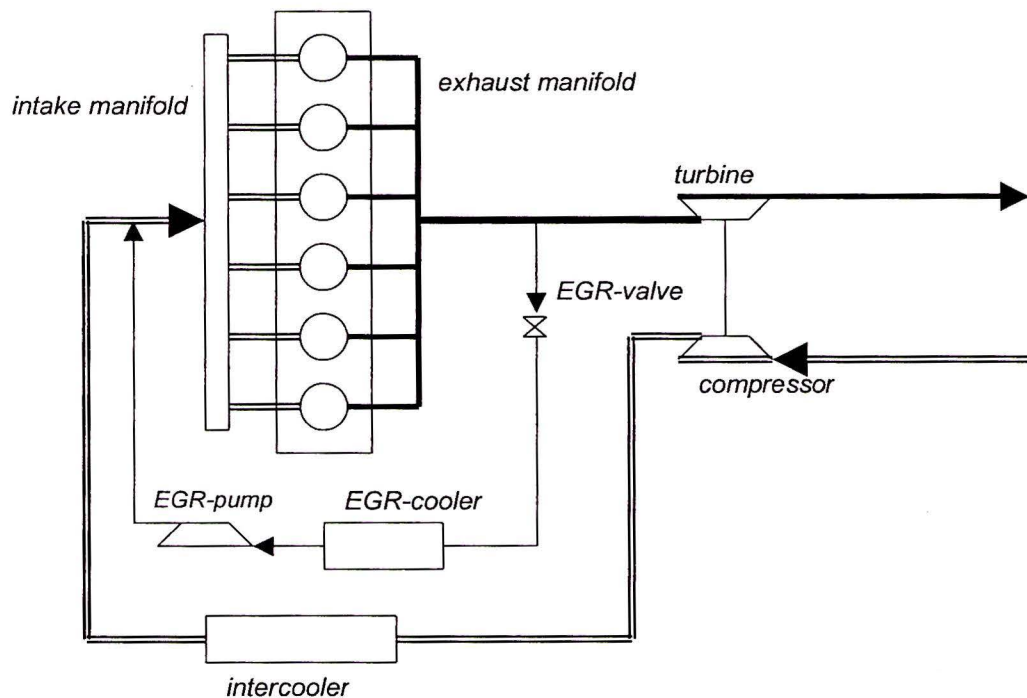 intake manifold
exhaust manifold
turbine
EGR-valve
compressor
EGR-pump
EGR-cooler
intercooler